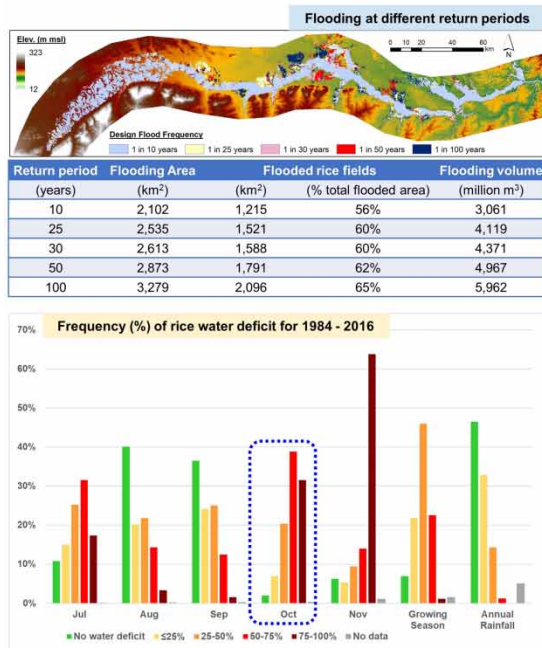 Flooding at different return periods
Elev. (m msl)
323
12
0 10 20 40 60
km
N
Design Flood Frequency
1 in 10 years 1 in 25 years 1 in 30 years 1 in 50 years 1 in 100 years
Return period Flooding Area Flooded rice fields Flooding volume
(years) (km²) (km²) (% total flooded area) (million m³)
10 2,102 1,215 56% 3,061
25 2,535 1,521 60% 4,119
30 2,613 1,588 60% 4,371
50 2,873 1,791 62% 4,967
100 3,279 2,096 65% 5,962
Frequency (%) of rice water deficit for 1984 - 2016
70%
60%
50%
40%
30%
20%
10%
0%
Jul Aug Sep Oct Nov Growing Season Annual Rainfall
No water deficit ≤25% 25-50% 50-75% 75-100% No data